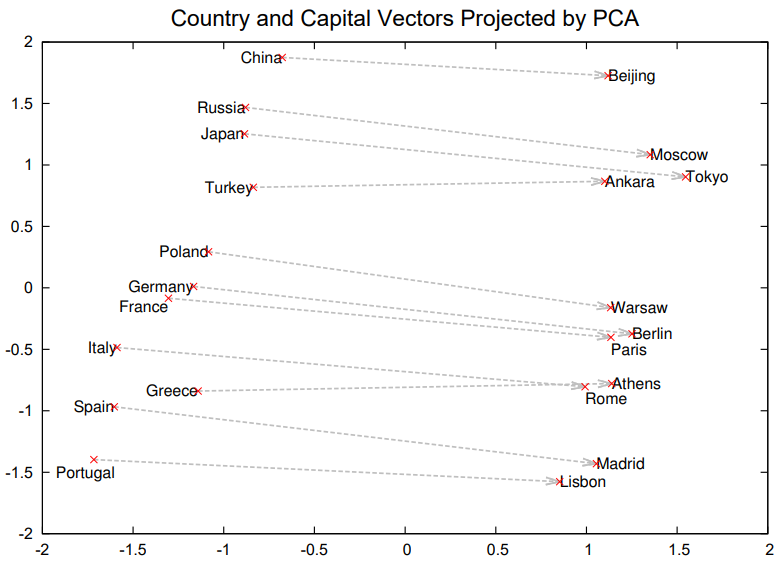 Country and Capital Vectors Projected by PCA
2
China
Beijing
1.5
Russia
Japan
Moscow
1
Tokyo
Turkey
Ankara
0.5
Poland
0
Germany
France
Warsaw
Berlin
-0.5
Italy
Paris
Greece
Athens
Rome
-1
Spain
Madrid
-1.5
Portugal
Lisbon
-2
-2 -1.5 -1 -0.5 0 0.5 1 1.5 2